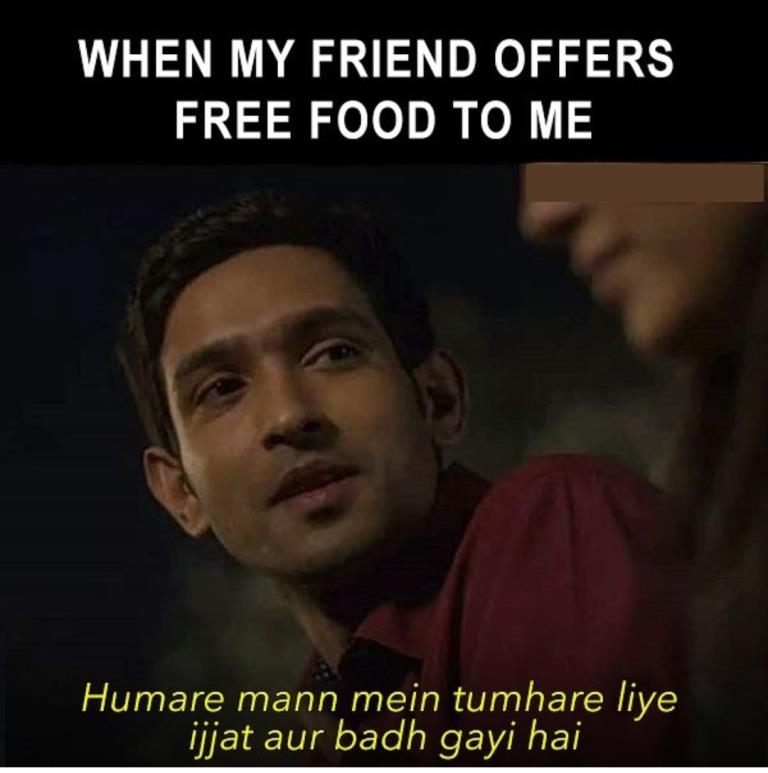 WHEN MY FRIEND OFFERS
FREE FOOD TO ME
Humare mann mein tumhare liye
ijjat aur badh gayi hai